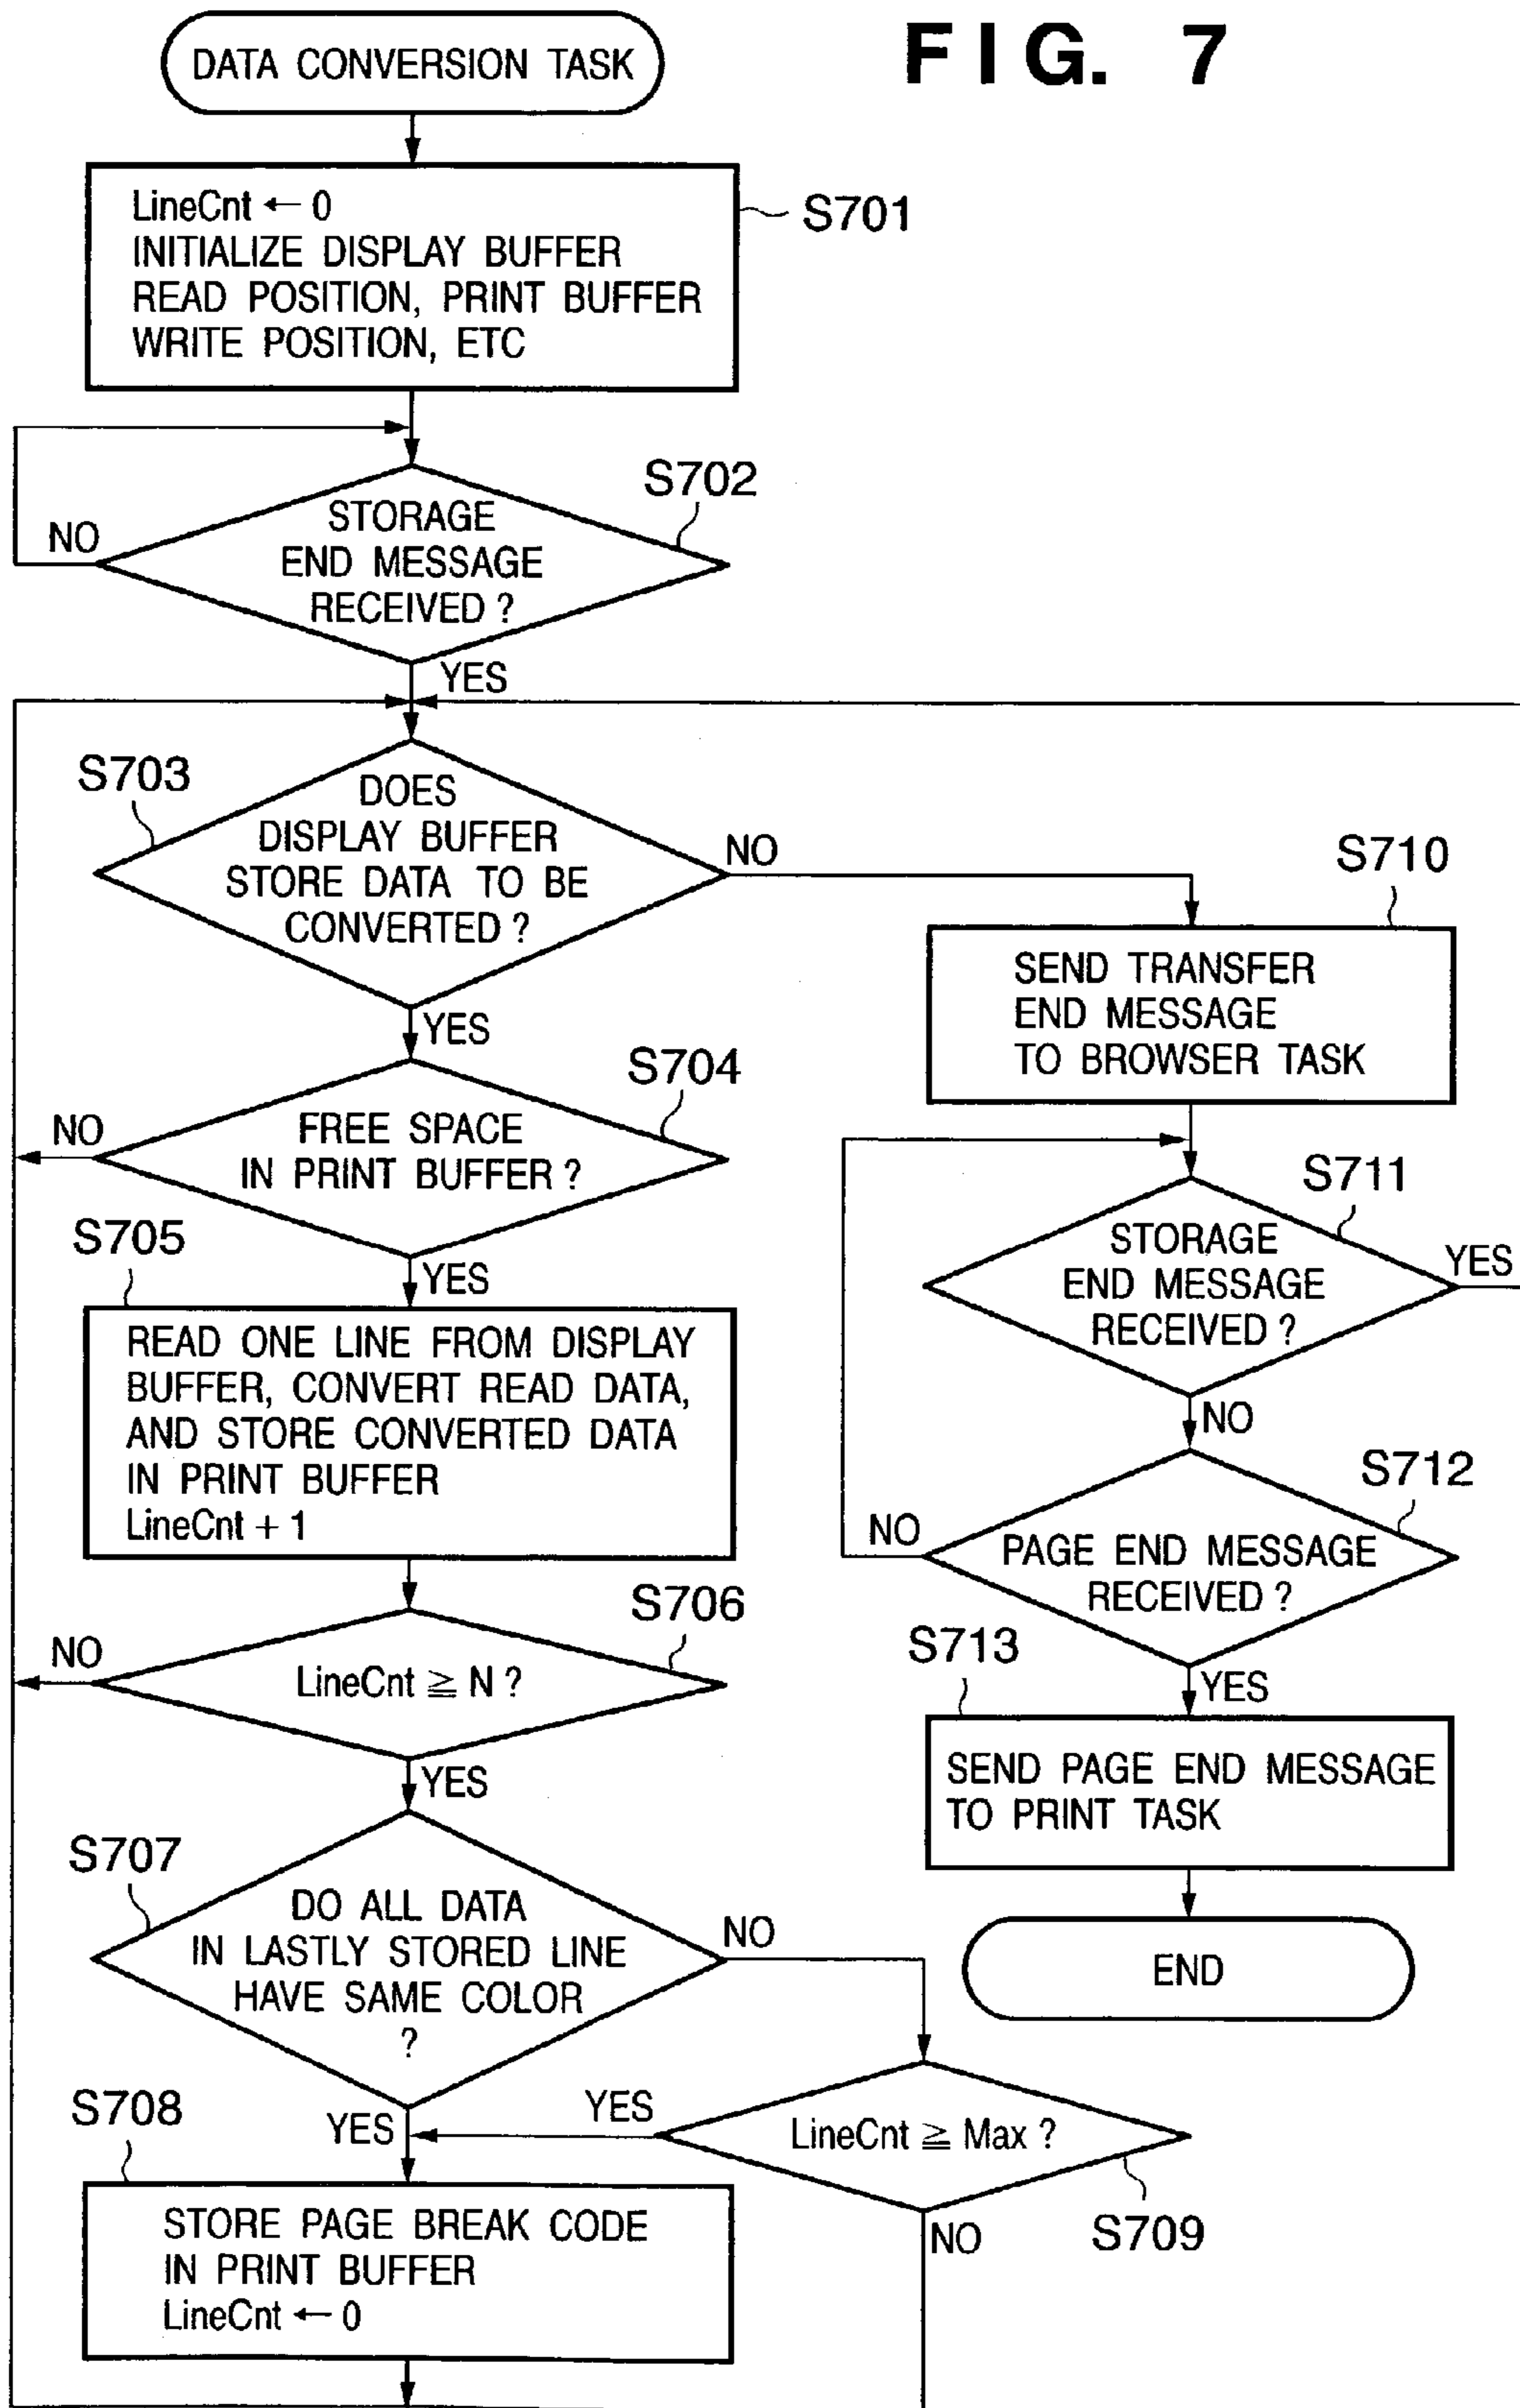 FIG. 7
DATA CONVERSION TASK
LineCnt ← 0
INITIALIZE DISPLAY BUFFER
READ POSITION, PRINT BUFFER
WRITE POSITION, ETC
S701
S702
STORAGE
END MESSAGE
RECEIVED ?
NO
YES
S703
DOES
DISPLAY BUFFER
STORE DATA TO BE
CONVERTED ?
NO
YES
S704
FREE SPACE
IN PRINT BUFFER ?
NO
YES
S705
READ ONE LINE FROM DISPLAY
BUFFER, CONVERT READ DATA,
AND STORE CONVERTED DATA
IN PRINT BUFFER
LineCnt + 1
S706
LineCnt ≧ N ?
NO
YES
S707
DO ALL DATA
IN LASTLY STORED LINE
HAVE SAME COLOR
?
NO
YES
S708
STORE PAGE BREAK CODE
IN PRINT BUFFER
LineCnt ← 0
YES
LineCnt ≧ Max ?
S709
NO
S710
SEND TRANSFER
END MESSAGE
TO BROWSER TASK
S711
STORAGE
END MESSAGE
RECEIVED ?
YES
NO
S712
PAGE END MESSAGE
RECEIVED ?
NO
YES
S713
SEND PAGE END MESSAGE
TO PRINT TASK
END